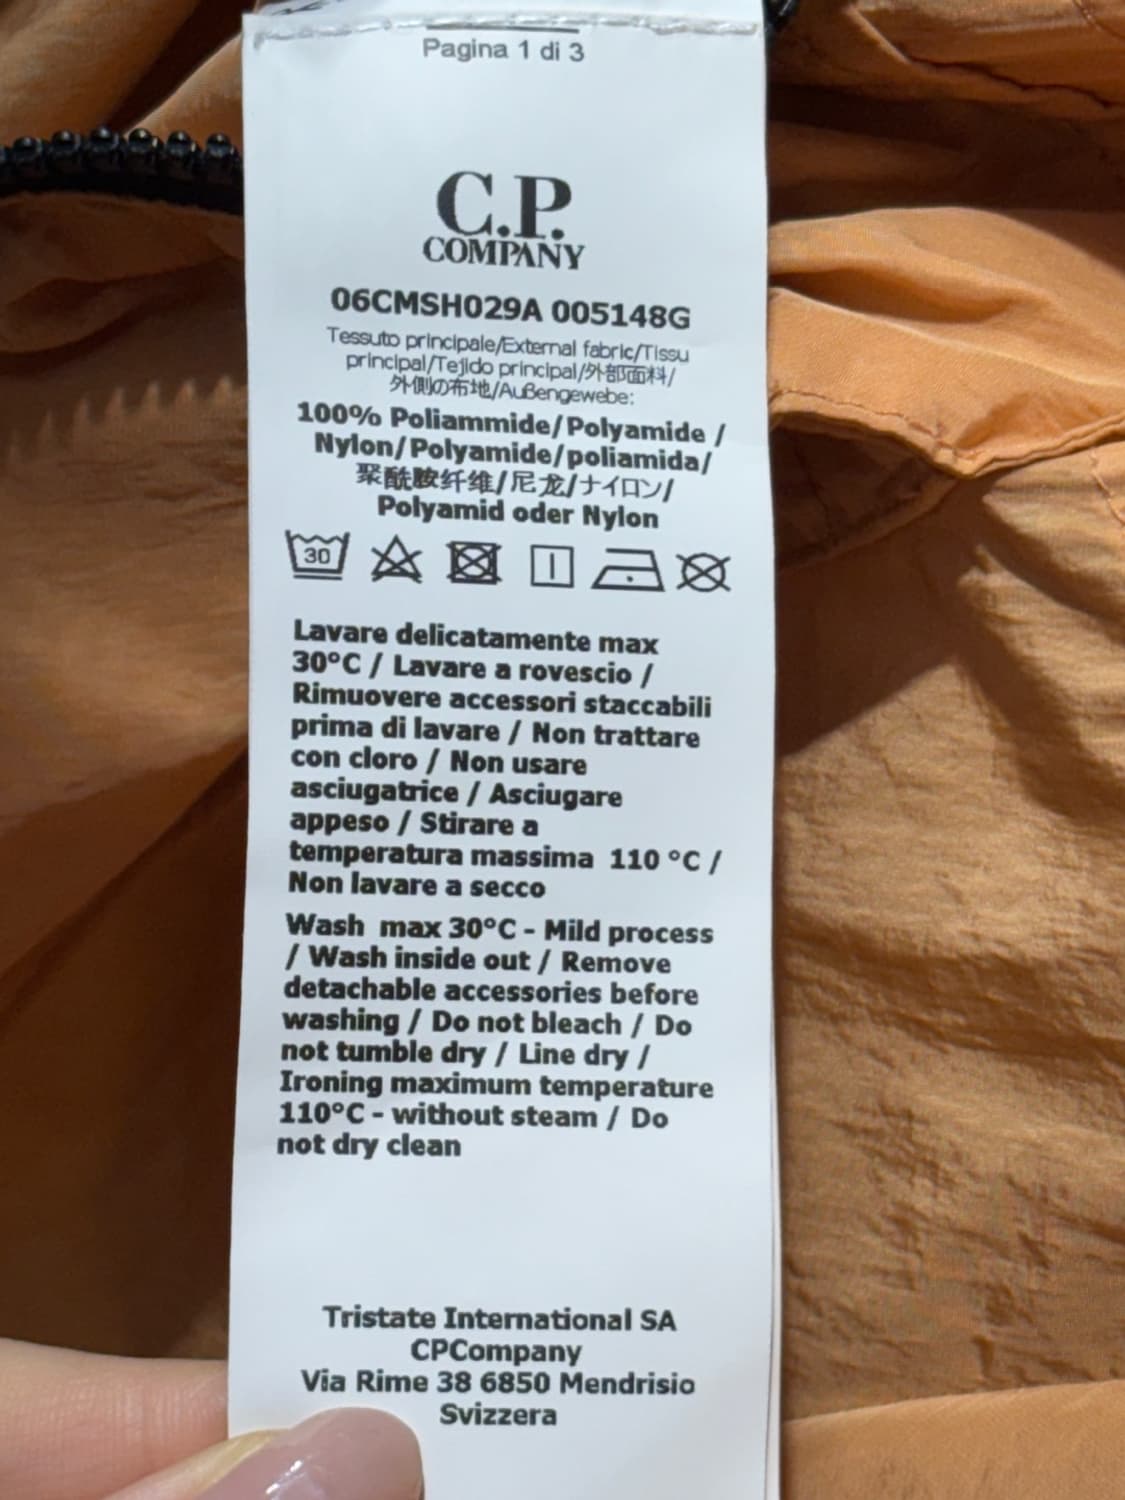 Pagina 1 di 3
C.P.
COMPANY
06CMSH029A 005148G
Tessuto principale/External fabric/Tissu
principal/Tejido principal/外部面料/
外側の布地/Außengewebe:
100% Poliammide/Polyamide /
Nylon/Polyamide/poliamida/
聚酰胺纤维/尼龙/ナイロン/
Polyamid oder Nylon
30
Lavare delicatamente max
30°C / Lavare a rovescio /
Rimuovere accessori staccabili
prima di lavare / Non trattare
con cloro / Non usare
asciugatrice / Asciugare
appeso / Stirare a
temperatura massima 110 °C /
Non lavare a secco
Wash max 30°C - Mild process
/ Wash inside out / Remove
detachable accessories before
washing / Do not bleach / Do
not tumble dry / Line dry /
Ironing maximum temperature
110°C - without steam / Do
not dry clean
Tristate International SA
CPCompany
Via Rime 38 6850 Mendrisio
Svizzera